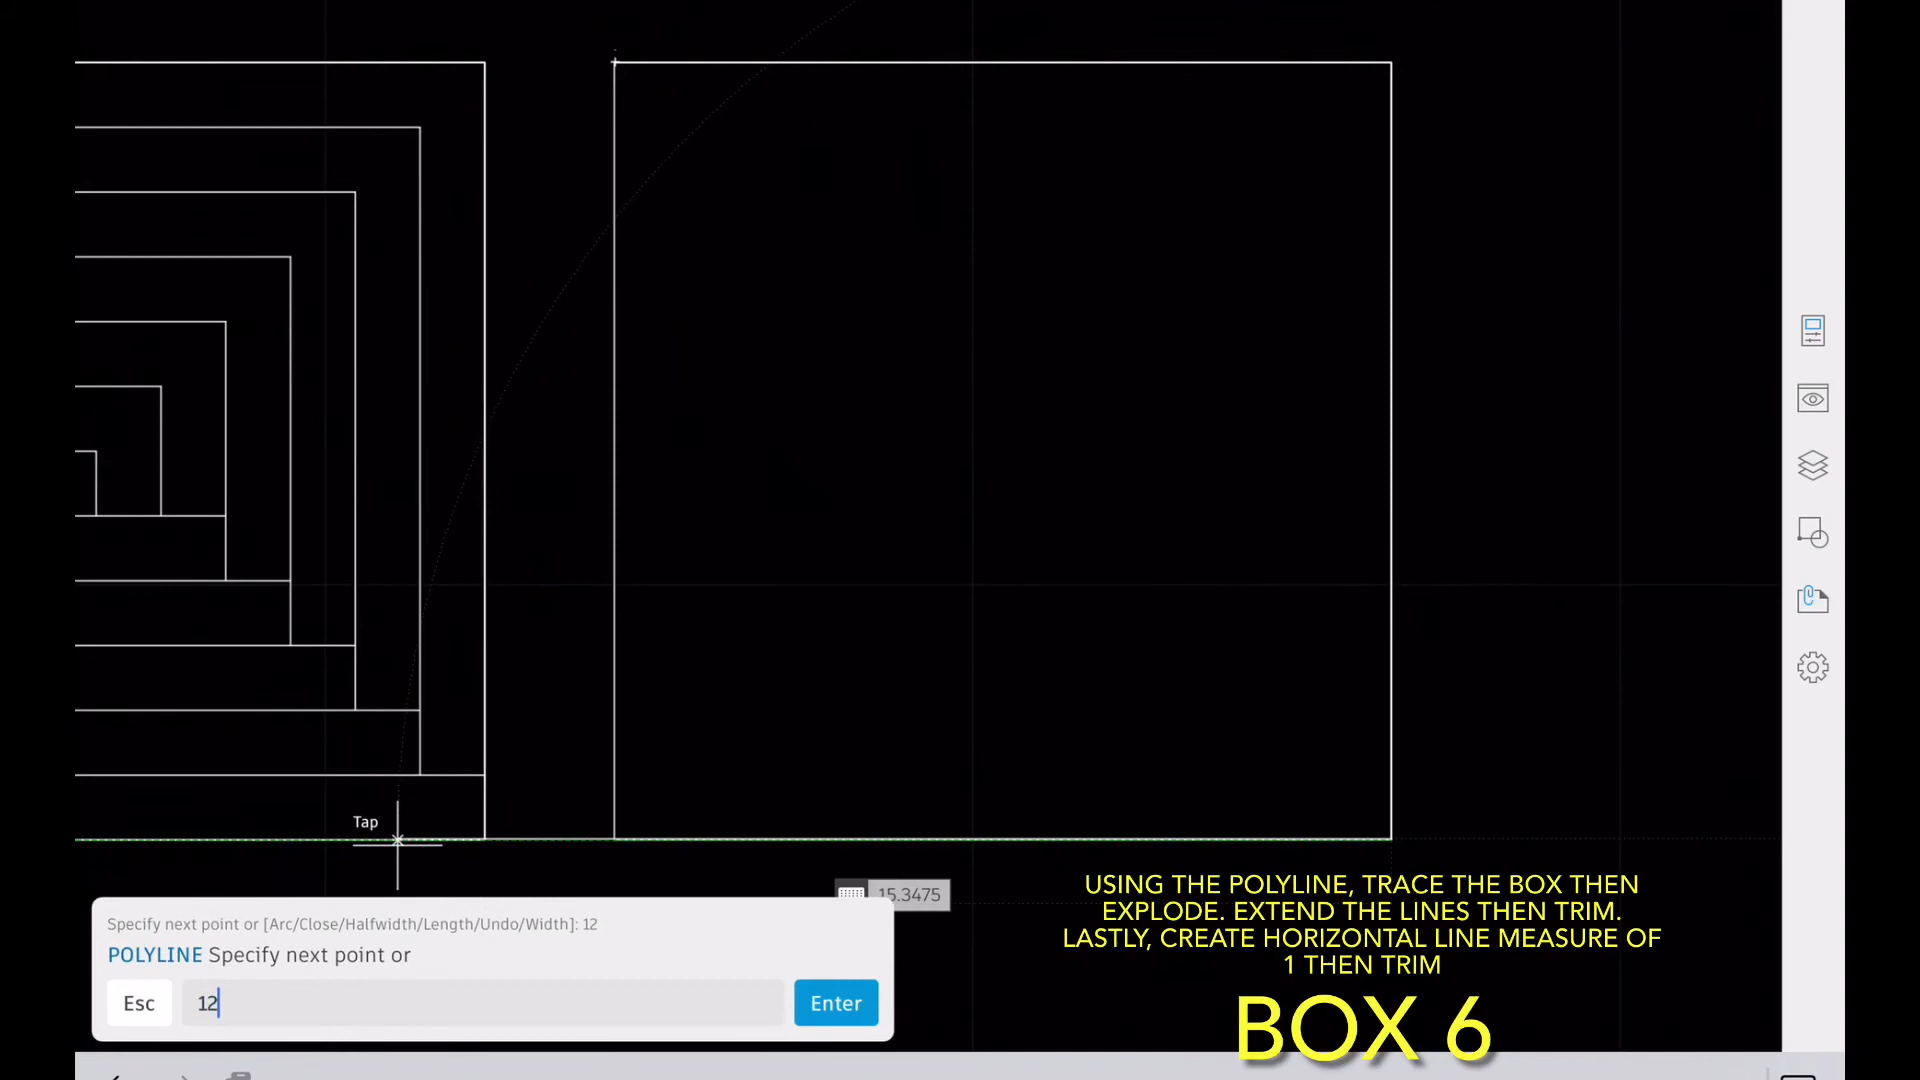 Tap
15.3475
Specify next point or [Arc/Close/Halfwidth/Length/Undo/Width]: 12
POLYLINE Specify next point or
Esc
12
Enter
USING THE POLYLINE, TRACE THE BOX THEN
EXPLODE. EXTEND THE LINES THEN TRIM.
LASTLY, CREATE HORIZONTAL LINE MEASURE OF
1 THEN TRIM
BOX 6